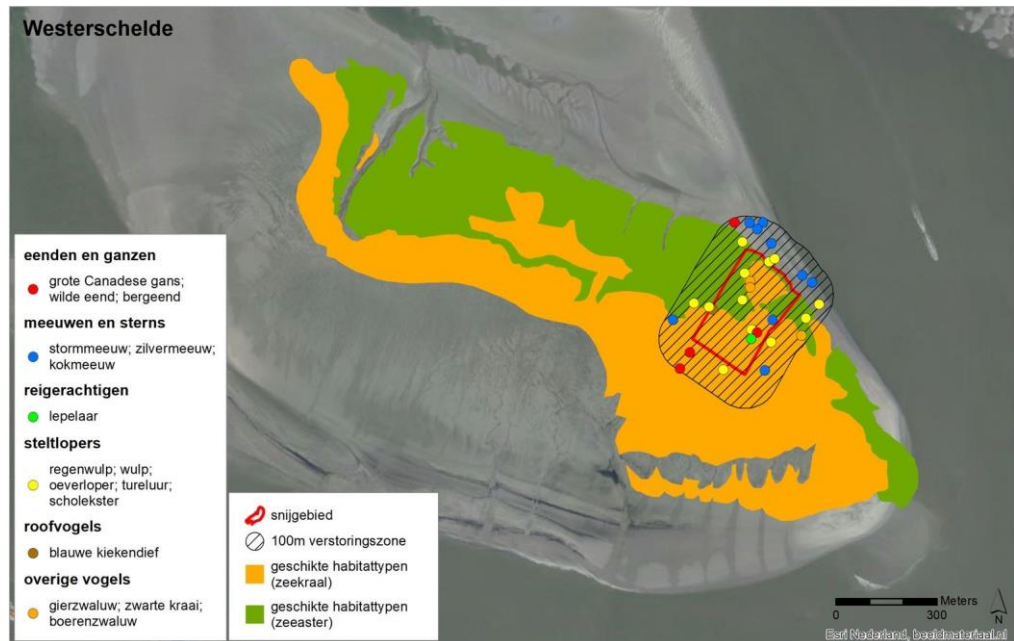 Westerschelde
eenden en ganzen
grote Canadese gans;
wilde eend; bergeend
meeuwen en sterns
stormmeeuw; zilvermeeuw;
kokmeeuw
reigerachtigen
lepelaar
steltlopers
regenwulp; wulp;
oeverloper; tureluur;
scholekster
roofvogels
blauwe kiekendief
overige vogels
gierzwaluw; zwarte kraai;
boerenzwaluw
snijgebied
100m verstoringszone
geschikte habitattypen
(zeekraal)
geschikte habitattypen
(zeeaster)
Meters
0 300
N
Esri Nederland, beeldmateriaal.nl